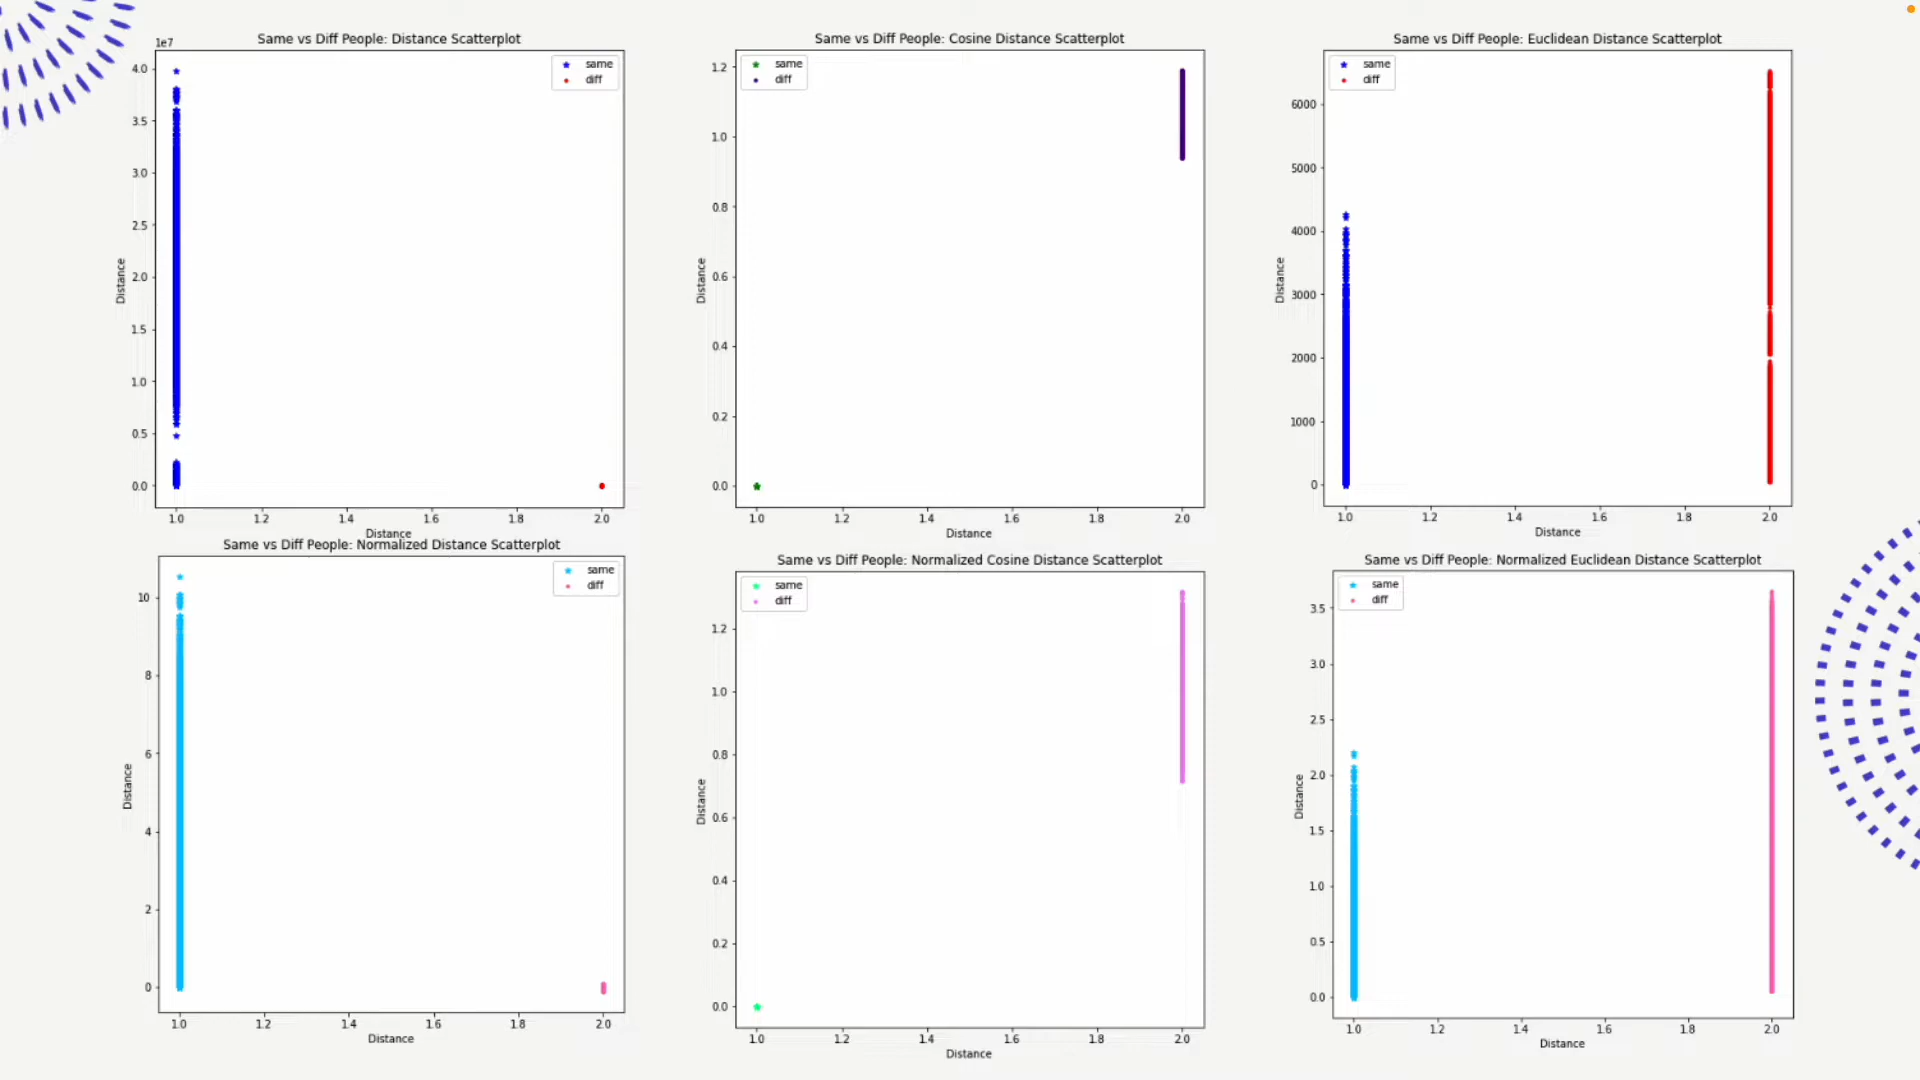 Same vs Diff People: Distance Scatterplot
1e7
same
diff
4.0
3.5
3.0
2.5
2.0
1.5
1.0
0.5
0.0
Distance
1.0 1.2 1.4 1.6 1.8 2.0
Distance
Same vs Diff People: Cosine Distance Scatterplot
same
diff
1.2
1.0
0.8
0.6
0.4
0.2
0.0
Distance
1.0 1.2 1.4 1.6 1.8 2.0
Distance
Same vs Diff People: Euclidean Distance Scatterplot
same
diff
6000
5000
4000
3000
2000
1000
0
Distance
1.0 1.2 1.4 1.6 1.8 2.0
Distance
Same vs Diff People: Normalized Distance Scatterplot
same
diff
10
8
6
4
2
0
Distance
1.0 1.2 1.4 1.6 1.8 2.0
Distance
Same vs Diff People: Normalized Cosine Distance Scatterplot
same
diff
1.2
1.0
0.8
0.6
0.4
0.2
0.0
Distance
1.0 1.2 1.4 1.6 1.8 2.0
Distance
Same vs Diff People: Normalized Euclidean Distance Scatterplot
same
diff
3.5
3.0
2.5
2.0
1.5
1.0
0.5
0.0
Distance
1.0 1.2 1.4 1.6 1.8 2.0
Distance